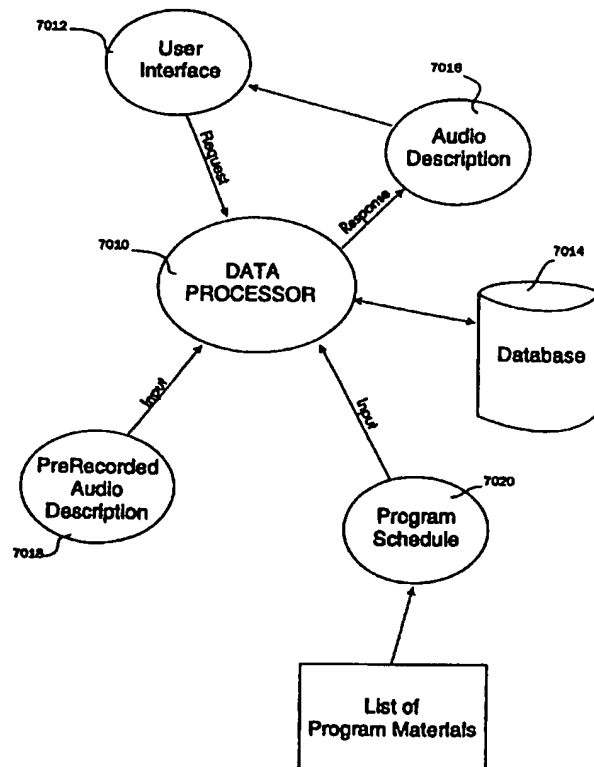 7012
User
Interface
7016
Audio
Description
Request
Response
7010
DATA
PROCESSOR
7014
Database
Input
Input
PreRecorded
Audio
Description
7018
7020
Program
Schedule
List of
Program Materials